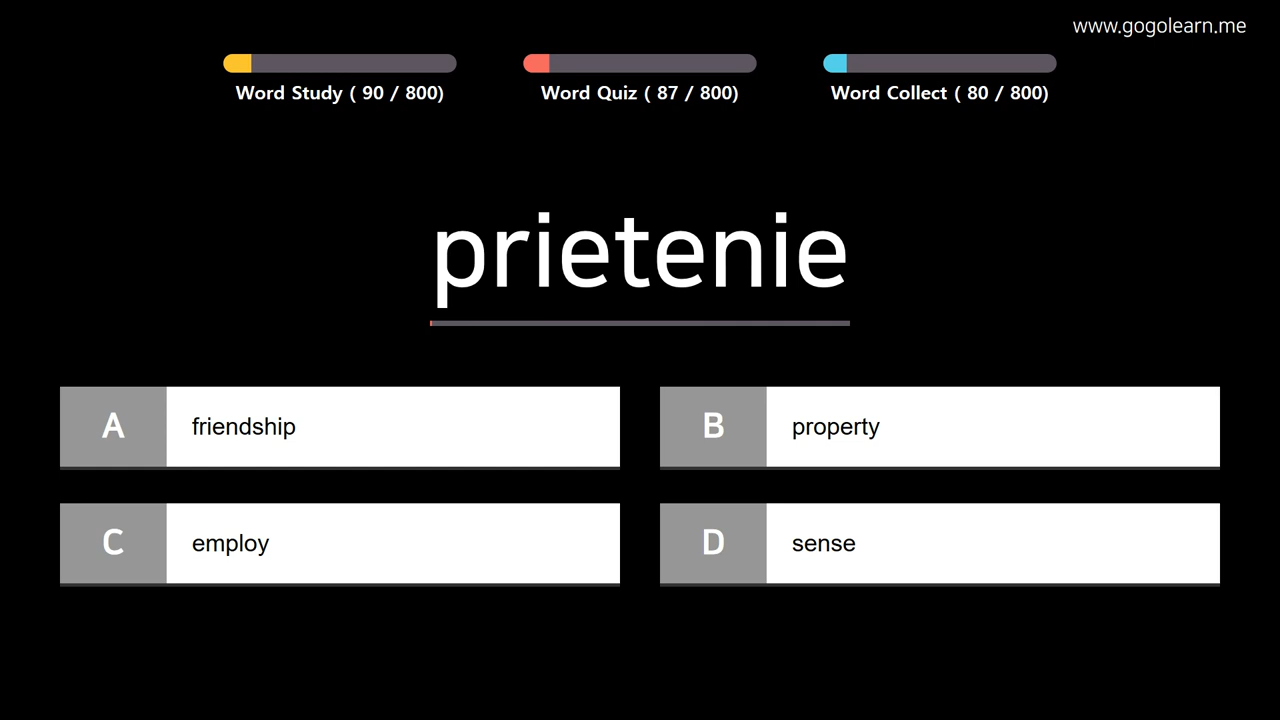 www.gogolearn.me
Word Study ( 90 / 800)
Word Quiz ( 87 / 800)
Word Collect ( 80 / 800)
prietenie
A friendship
B property
C employ
D sense